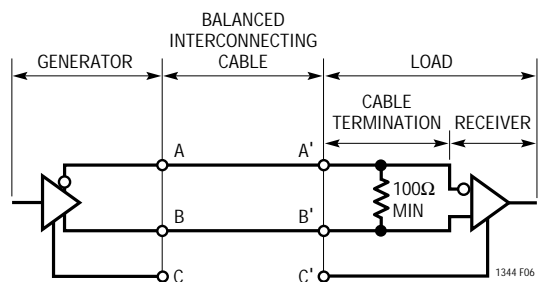 BALANCED
INTERCONNECTING
CABLE
GENERATOR
LOAD
CABLE
TERMINATION
RECEIVER
A
A'
100Ω
MIN
B
B'
C
C'
1344 F06